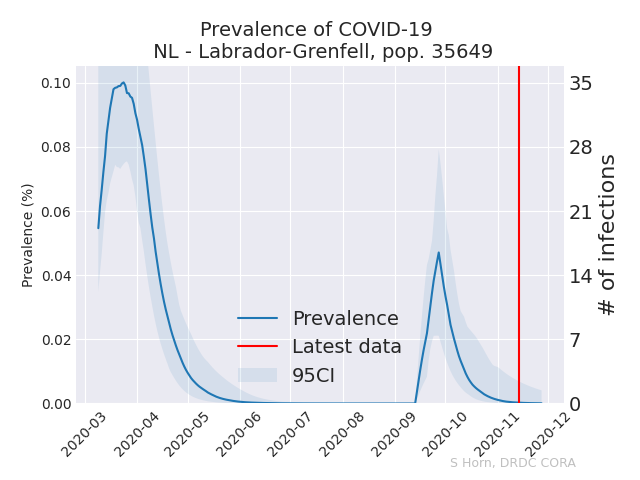 Prevalence of COVID-19
NL - Labrador-Grenfell, pop. 35649
Prevalence (%)
0.10
0.08
0.06
0.04
0.02
0.00
35
28
21
14
7
0
# of infections
Prevalence
Latest data
95CI
2020-03
2020-04
2020-05
2020-06
2020-07
2020-08
2020-09
2020-10
2020-11
2020-12
S Horn, DRDC CORA